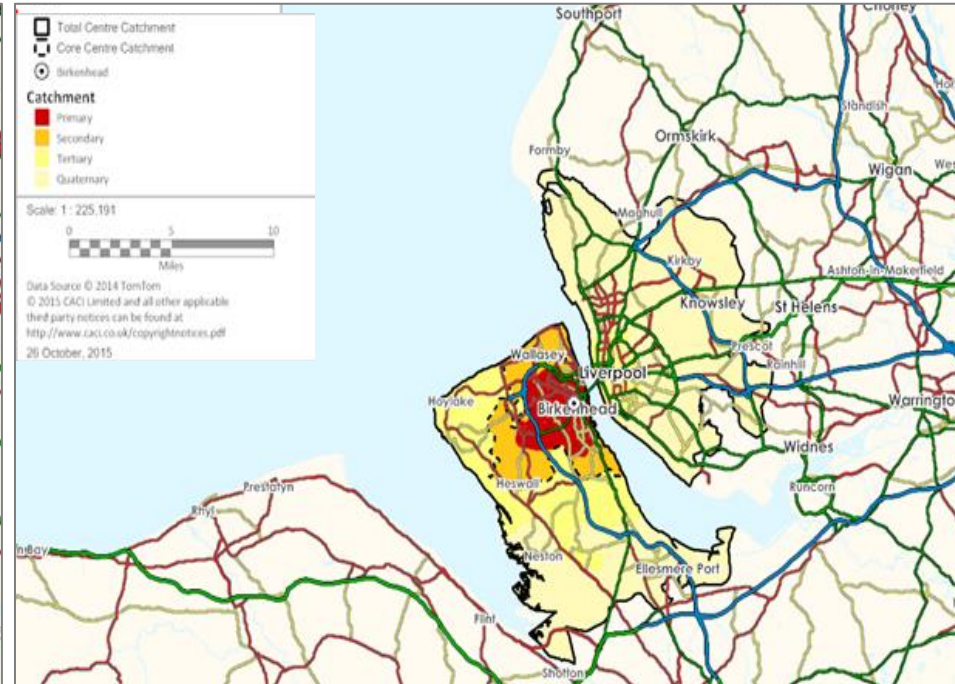 Total Centre Catchment
Core Centre Catchment
Birkenhead
Catchment
Primary
Secondary
Tertiary
Quaternary
Scale: 1 : 225,191
0 5 10
Miles
Data Source © 2014 TomTom
© 2015 CACI Limited and all other applicable
third party notices can be found at
http://www.caci.co.uk/copyrightnotices.pdf
26 October, 2015
Southport
Chorley
Standish
Ormskirk
Formby
Wigan
Maghull
Kirkby
Ashton-in-Makerfield
Knowsley
St Helens
Wallasey
Prescot
Liverpool
Rainhill
Hoylake
Birkenhead
Warringto
Widnes
Heswall
Runcorn
Prestatyn
Rhyl
n Bay
Neston
Ellesmere Port
Flint
Shotton